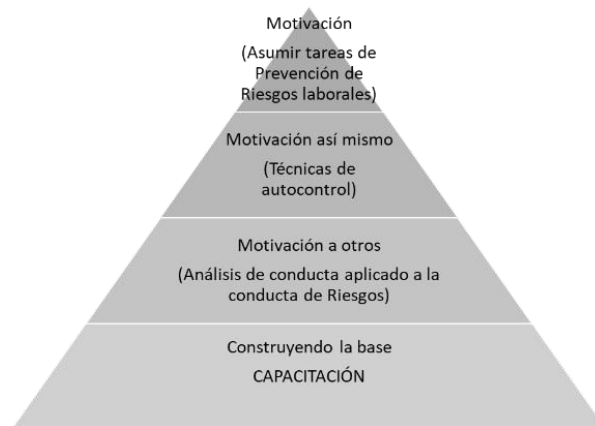 Motivación
(Asumir tareas de
Prevención de
Riesgos laborales)
Motivación así mismo
(Técnicas de
autocontrol)
Motivación a otros
(Análisis de conducta aplicado a la
conducta de Riesgos)
Construyendo la base
CAPACITACIÓN